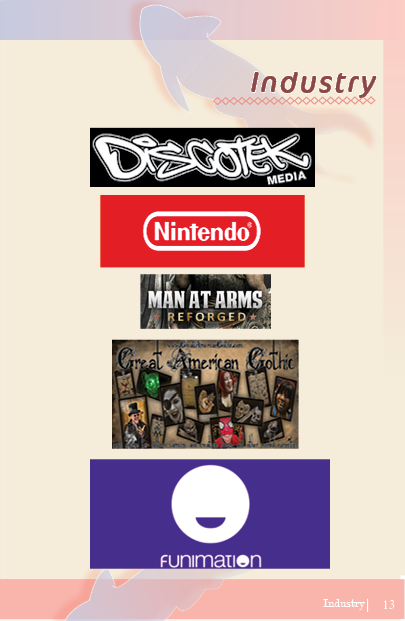 Industry
DISCOTEK
MEDIA
Nintendo®
MAN AT ARMS
REFORGED
Great American Gothic
FUNIMATION
Industry| 13